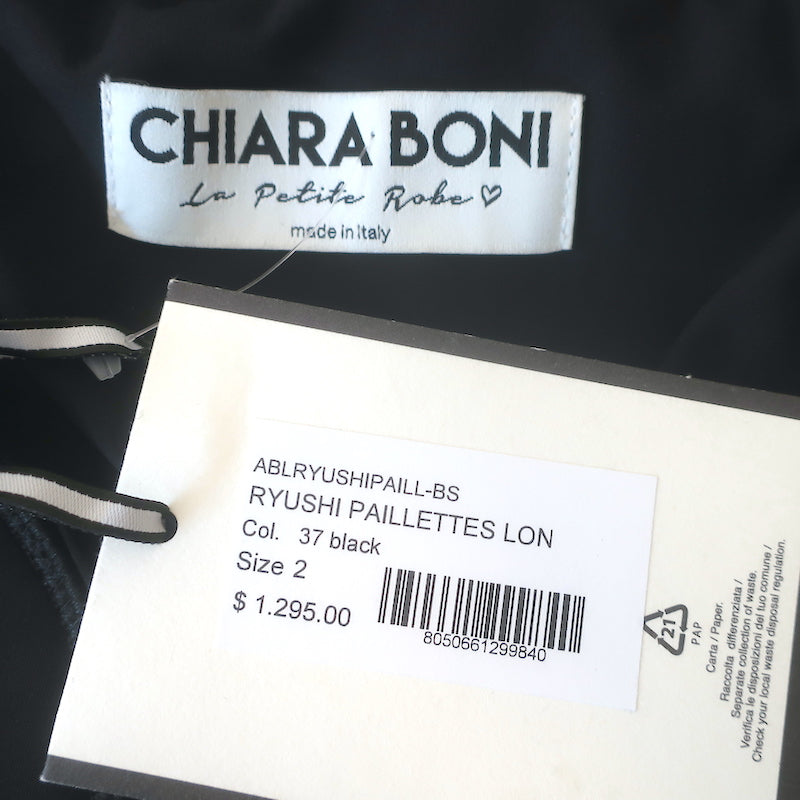 CHIARA BONI
La Petite Robe♡
made in Italy
ABLRYUSHIPAILL-BS
RYUSHI PAILLETTES LON
Col. 37 black
Size 2
$ 1.295.00
8050661299840
21
PAP
Carta / Paper.
Raccolta differenziata /
Separate collection of waste.
Verifica le disposizioni del tuo comune /
Check your local waste disposal regulation.